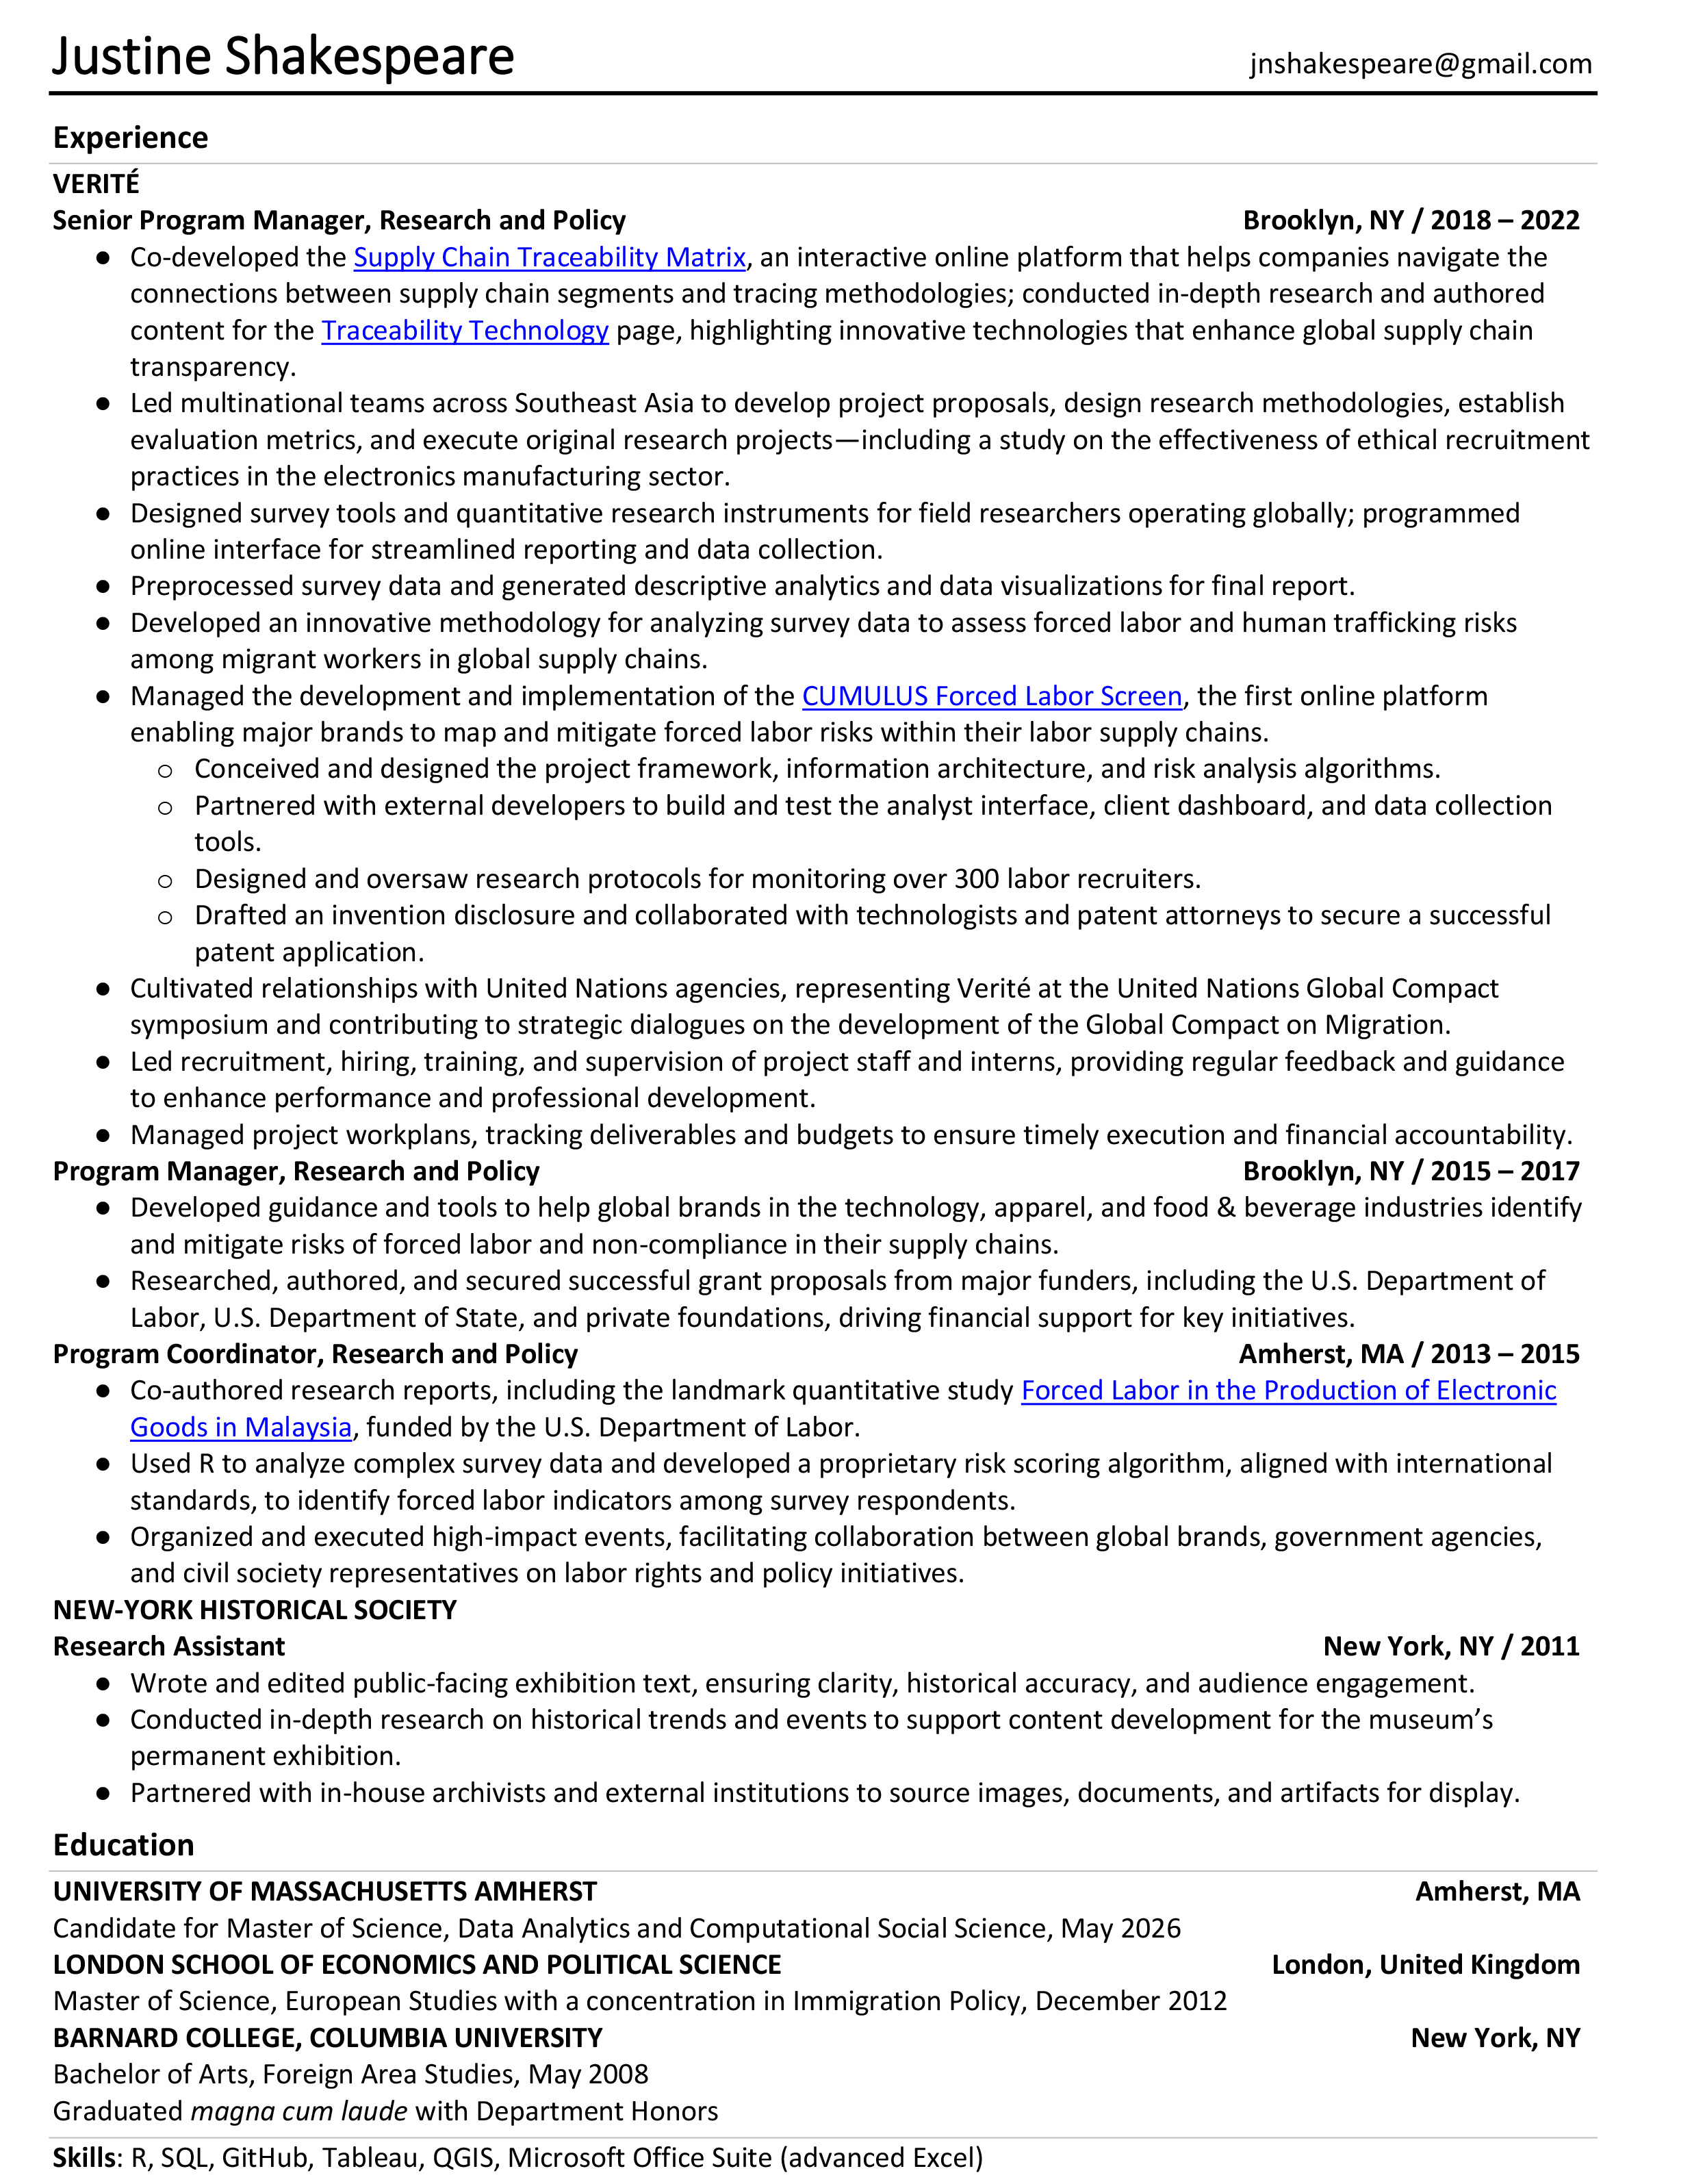 Justine Shakespeare jnshakespeare@gmail.com
Experience
VERITÉ
Senior Program Manager, Research and Policy Brooklyn, NY / 2018 – 2022
● Co-developed the Supply Chain Traceability Matrix, an interactive online platform that helps companies navigate the
connections between supply chain segments and tracing methodologies; conducted in-depth research and authored
content for the Traceability Technology page, highlighting innovative technologies that enhance global supply chain
transparency.
● Led multinational teams across Southeast Asia to develop project proposals, design research methodologies, establish
evaluation metrics, and execute original research projects—including a study on the effectiveness of ethical recruitment
practices in the electronics manufacturing sector.
● Designed survey tools and quantitative research instruments for field researchers operating globally; programmed
online interface for streamlined reporting and data collection.
● Preprocessed survey data and generated descriptive analytics and data visualizations for final report.
● Developed an innovative methodology for analyzing survey data to assess forced labor and human trafficking risks
among migrant workers in global supply chains.
● Managed the development and implementation of the CUMULUS Forced Labor Screen, the first online platform
enabling major brands to map and mitigate forced labor risks within their labor supply chains.
○ Conceived and designed the project framework, information architecture, and risk analysis algorithms.
○ Partnered with external developers to build and test the analyst interface, client dashboard, and data collection
tools.
○ Designed and oversaw research protocols for monitoring over 300 labor recruiters.
○ Drafted an invention disclosure and collaborated with technologists and patent attorneys to secure a successful
patent application.
● Cultivated relationships with United Nations agencies, representing Verité at the United Nations Global Compact
symposium and contributing to strategic dialogues on the development of the Global Compact on Migration.
● Led recruitment, hiring, training, and supervision of project staff and interns, providing regular feedback and guidance
to enhance performance and professional development.
● Managed project workplans, tracking deliverables and budgets to ensure timely execution and financial accountability.
Program Manager, Research and Policy Brooklyn, NY / 2015 – 2017
● Developed guidance and tools to help global brands in the technology, apparel, and food & beverage industries identify
and mitigate risks of forced labor and non-compliance in their supply chains.
● Researched, authored, and secured successful grant proposals from major funders, including the U.S. Department of
Labor, U.S. Department of State, and private foundations, driving financial support for key initiatives.
Program Coordinator, Research and Policy Amherst, MA / 2013 – 2015
● Co-authored research reports, including the landmark quantitative study Forced Labor in the Production of Electronic
Goods in Malaysia, funded by the U.S. Department of Labor.
● Used R to analyze complex survey data and developed a proprietary risk scoring algorithm, aligned with international
standards, to identify forced labor indicators among survey respondents.
● Organized and executed high-impact events, facilitating collaboration between global brands, government agencies,
and civil society representatives on labor rights and policy initiatives.
NEW-YORK HISTORICAL SOCIETY
Research Assistant New York, NY / 2011
● Wrote and edited public-facing exhibition text, ensuring clarity, historical accuracy, and audience engagement.
● Conducted in-depth research on historical trends and events to support content development for the museum’s
permanent exhibition.
● Partnered with in-house archivists and external institutions to source images, documents, and artifacts for display.
Education
UNIVERSITY OF MASSACHUSETTS AMHERST Amherst, MA
Candidate for Master of Science, Data Analytics and Computational Social Science, May 2026
LONDON SCHOOL OF ECONOMICS AND POLITICAL SCIENCE London, United Kingdom
Master of Science, European Studies with a concentration in Immigration Policy, December 2012
BARNARD COLLEGE, COLUMBIA UNIVERSITY New York, NY
Bachelor of Arts, Foreign Area Studies, May 2008
Graduated magna cum laude with Department Honors
Skills: R, SQL, GitHub, Tableau, QGIS, Microsoft Office Suite (advanced Excel)